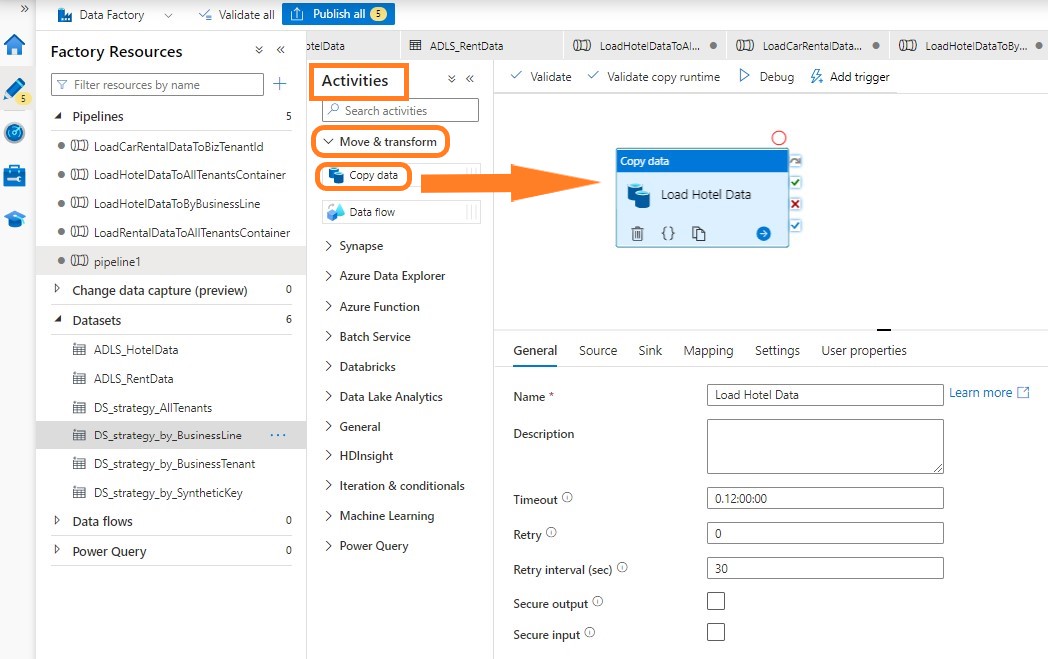 Data Factory
Validate all
Publish all 5
Factory Resources
Filter resources by name
5
Pipelines 5
LoadCarRentalDataToBizTenantId
LoadHotelDataToAllTenantsContainer
LoadHotelDataToByBusinessLine
LoadRentalDataToAllTenantsContainer
pipeline1
Change data capture (preview) 0
Datasets 6
ADLS_HotelData
ADLS_RentData
DS_strategy_AllTenants
DS_strategy_by_BusinessLine ...
DS_strategy_by_BusinessTenant
DS_strategy_by_SyntheticKey
Data flows 0
Power Query 0
otelData
ADLS_RentData
LoadHotelDataToAl...
LoadCarRentalData...
LoadHotelDataToBy...
Activities
Search activities
Move & transform
Copy data
Data flow
Synapse
Azure Data Explorer
Azure Function
Batch Service
Databricks
Data Lake Analytics
General
HDInsight
Iteration & conditionals
Machine Learning
Power Query
Validate
Validate copy runtime
Debug
Add trigger
Copy data
Load Hotel Data
{}
General Source Sink Mapping Settings User properties
Name * Load Hotel Data Learn more
Description
Timeout 0.12:00:00
Retry 0
Retry interval (sec) 30
Secure output
Secure input